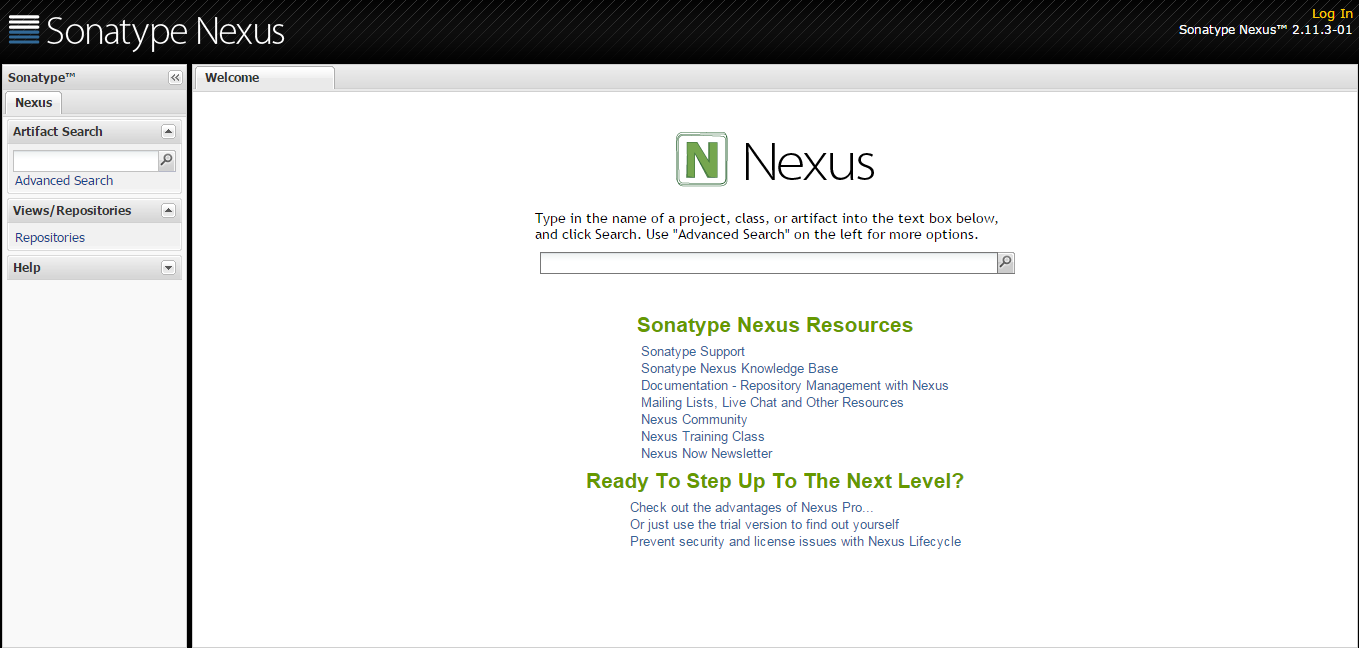 Sonatype Nexus
Log In
Sonatype Nexus™ 2.11.3-01
Sonatype™
Nexus
Artifact Search
Advanced Search
Views/Repositories
Repositories
Help
Welcome
N Nexus
Type in the name of a project, class, or artifact into the text box below,
and click Search. Use "Advanced Search" on the left for more options.
Sonatype Nexus Resources
Sonatype Support
Sonatype Nexus Knowledge Base
Documentation - Repository Management with Nexus
Mailing Lists, Live Chat and Other Resources
Nexus Community
Nexus Training Class
Nexus Now Newsletter
Ready To Step Up To The Next Level?
Check out the advantages of Nexus Pro...
Or just use the trial version to find out yourself
Prevent security and license issues with Nexus Lifecycle